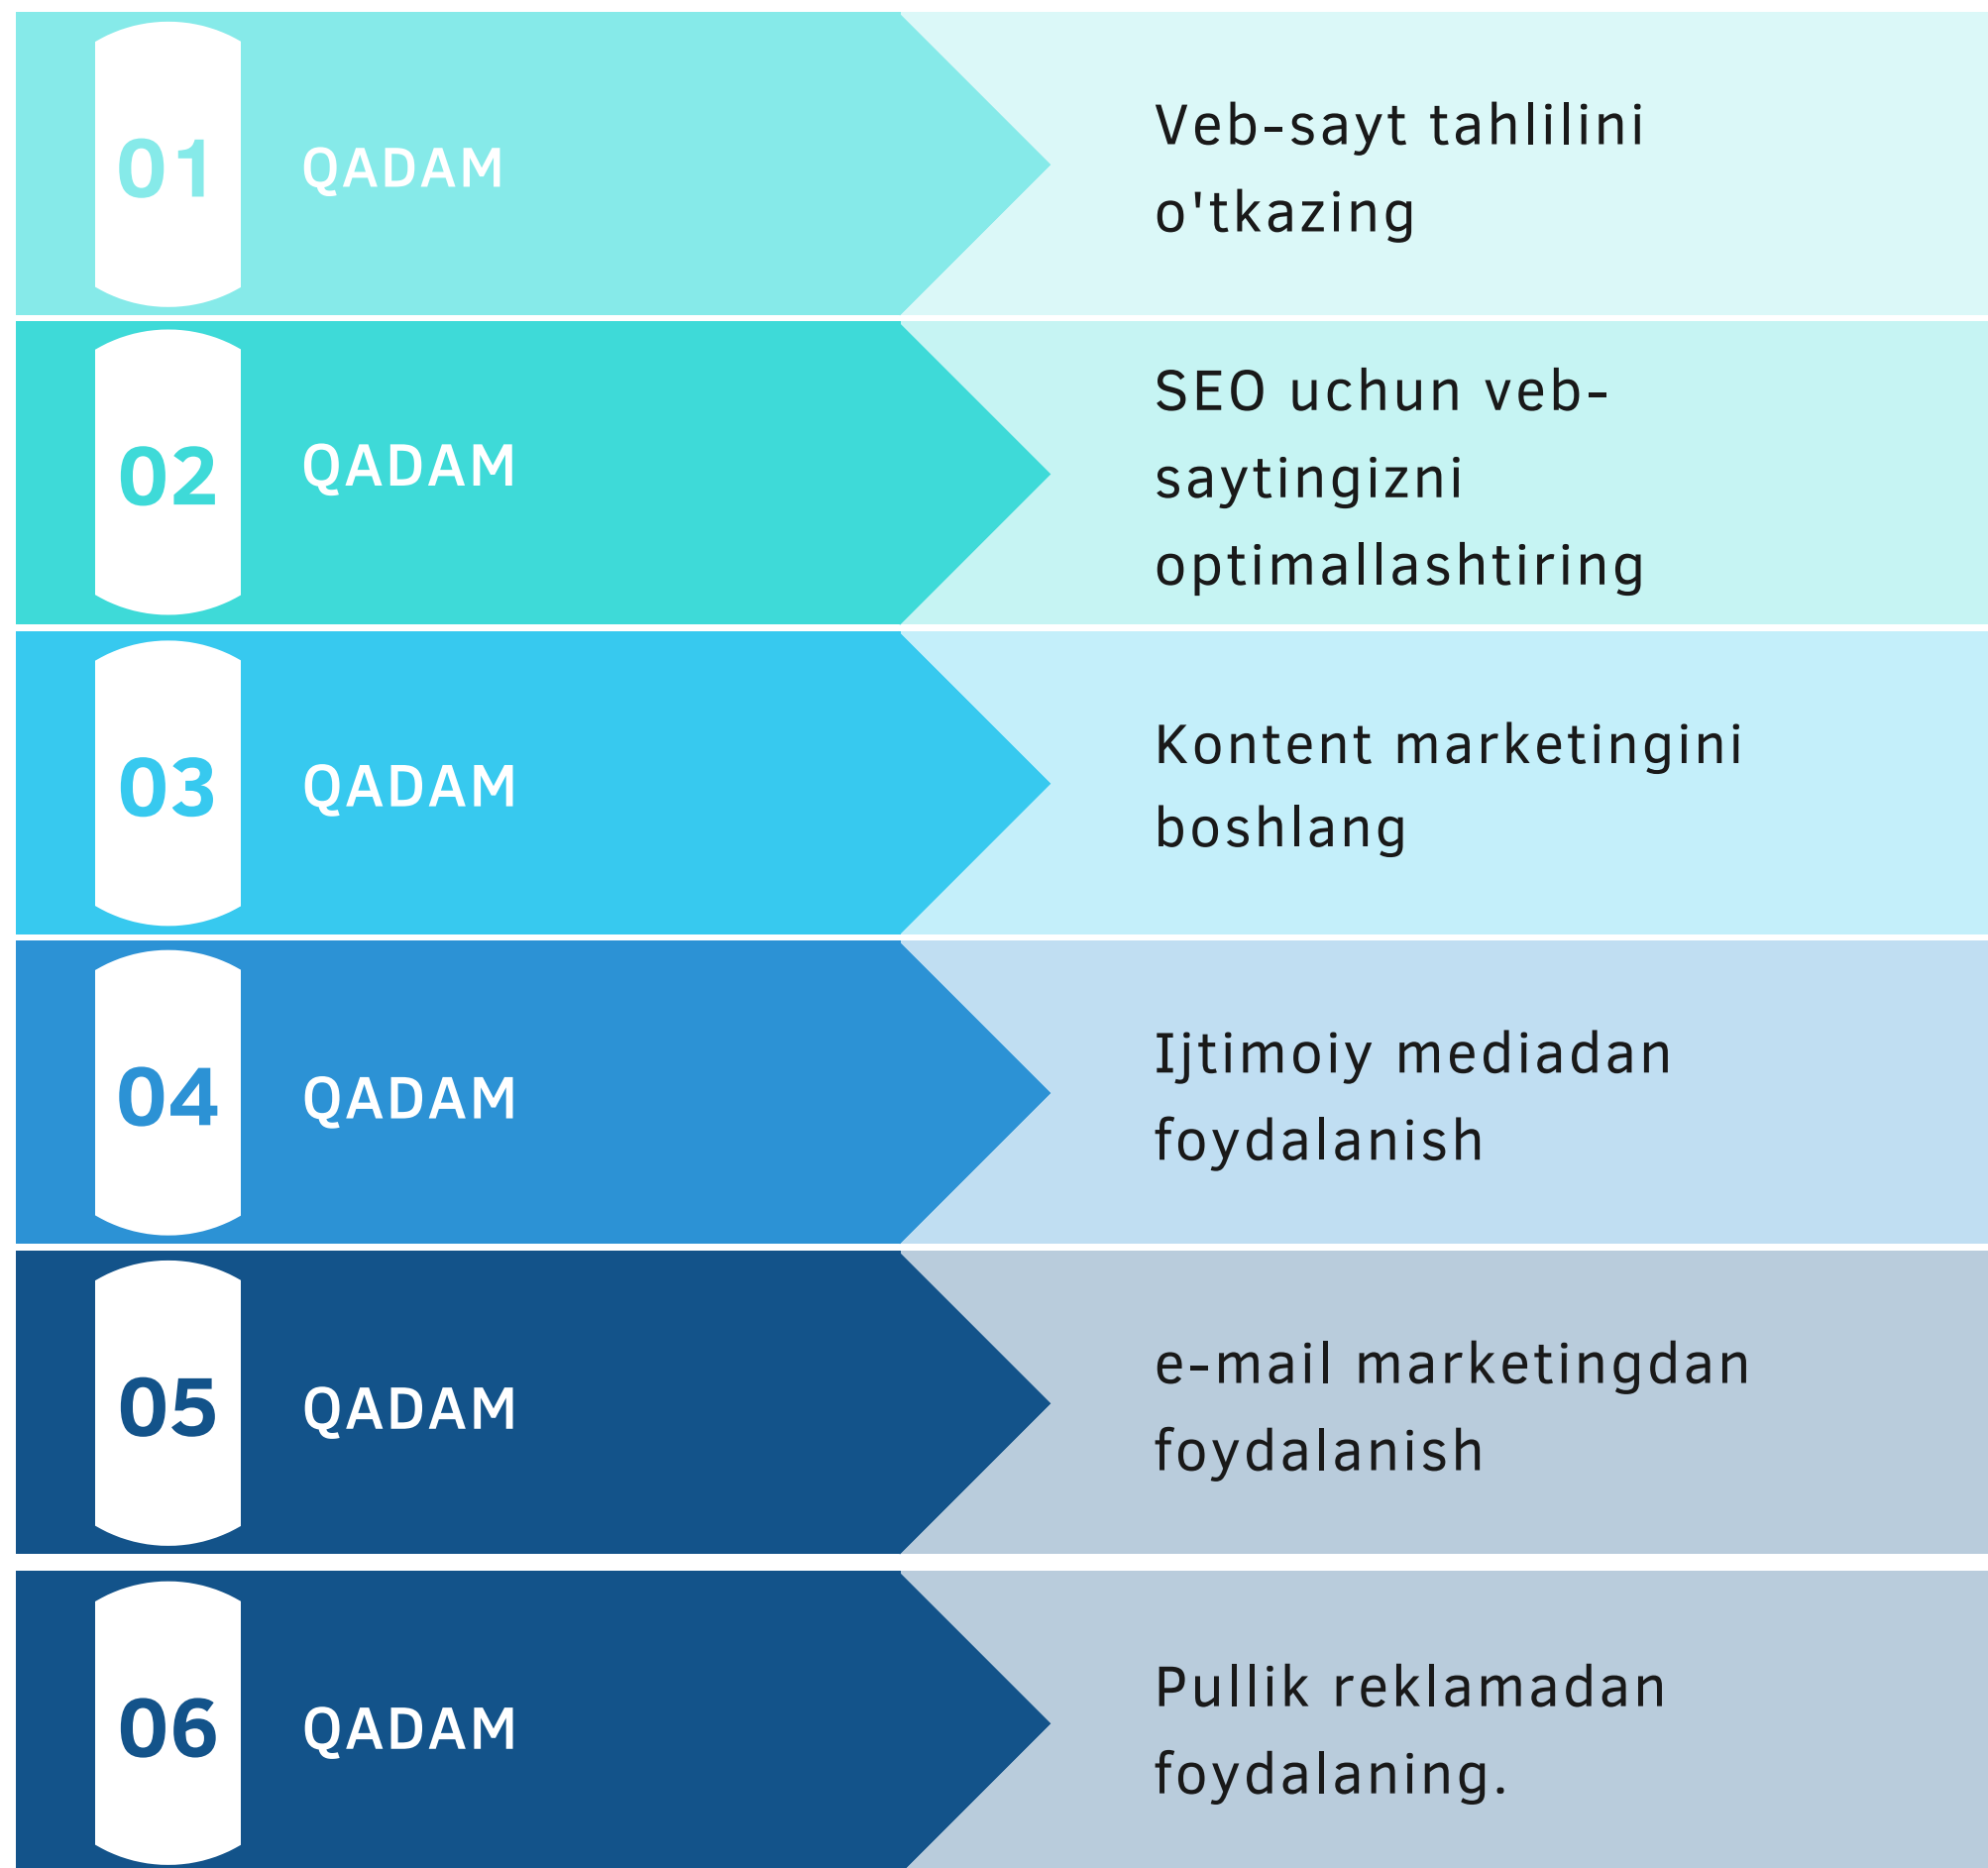 01 QADAM
Veb-sayt tahlilini
o'tkazing
02 QADAM
SEO uchun veb-
saytingizni
optimallashtiring
03 QADAM
Kontent marketingini
boshlang
04 QADAM
Ijtimoiy mediadan
foydalanish
05 QADAM
e-mail marketingdan
foydalanish
06 QADAM
Pullik reklamadan
foydalaning.